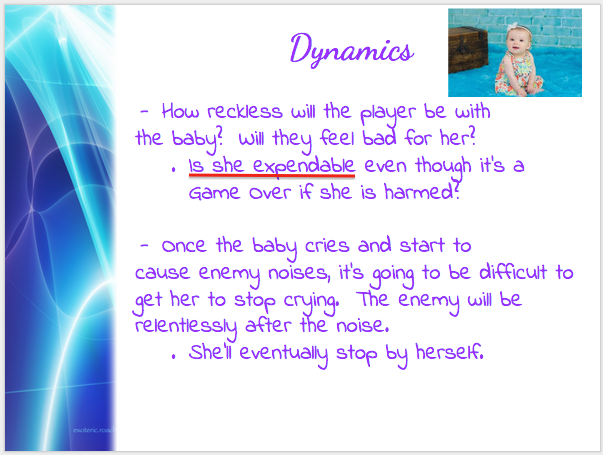 Dynamics
- How reckless will the player be with
the baby? Will they feel bad for her?
. Is she expendable even though it's a
Game Over if she is harmed?
- Once the baby cries and start to
cause enemy noises, it's going to be difficult to
get her to stop crying. The enemy will be
relentlessly after the noise.
. She'll eventually stop by herself.